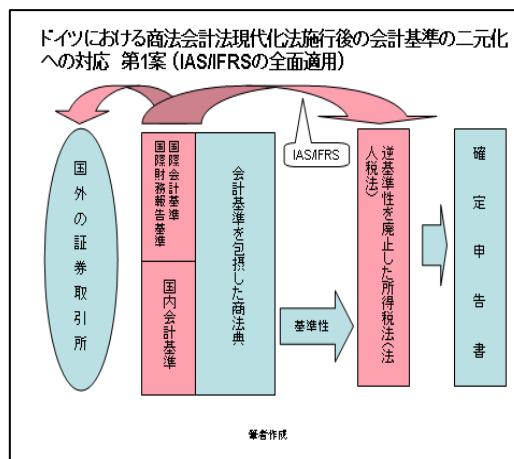 ドイツにおける商法会計法現代化法施行後の会計基準の二元化
への対応 第1案 (IAS/IFRSの全面適用)
国外の証券取引所
国際会計基準
国際財務報告基準
国内会計基準
会計基準を包摂した商法典
IAS/IFRS
基準性
逆基準性を廃止した所得税法(法
人税法)
確定申告書
筆者作成